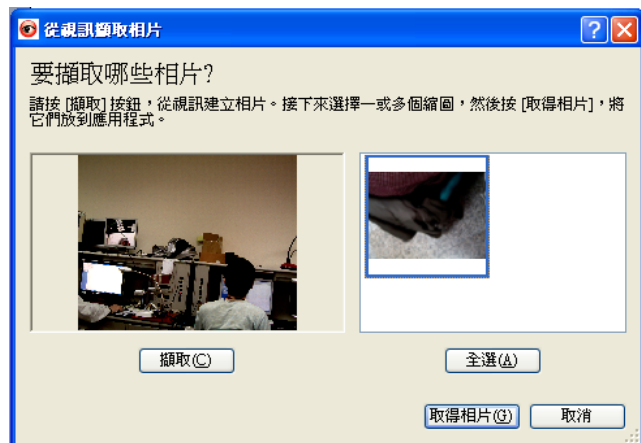 從視訊擷取相片
要擷取哪些相片?
請按 [擷取] 按鈕，從視訊建立相片。接下來選擇一或多個縮圖，然後按 [取得相片]，將
它們放到應用程式。
擷取(C)
全選(A)
取得相片(G)
取消